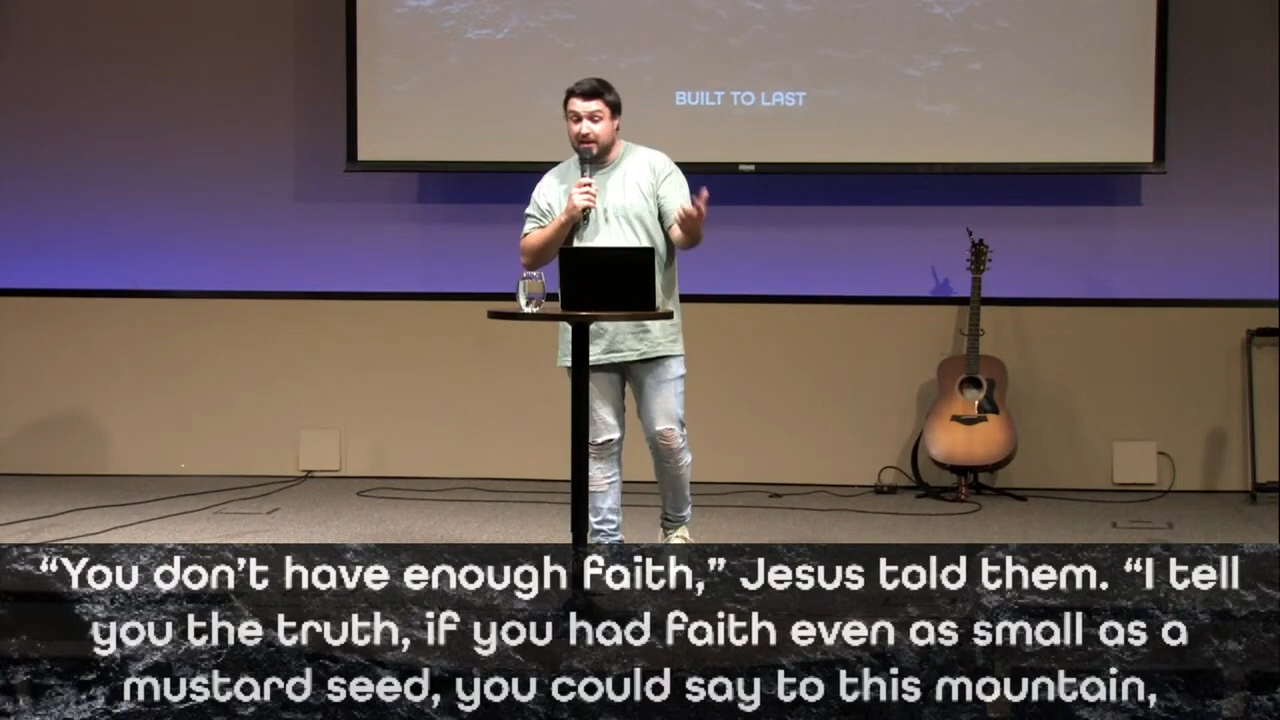 BUILT TO LAST
“You don’t have enough faith,” Jesus told them. “I tell
you the truth, if you had faith even as small as a
mustard seed, you could say to this mountain,